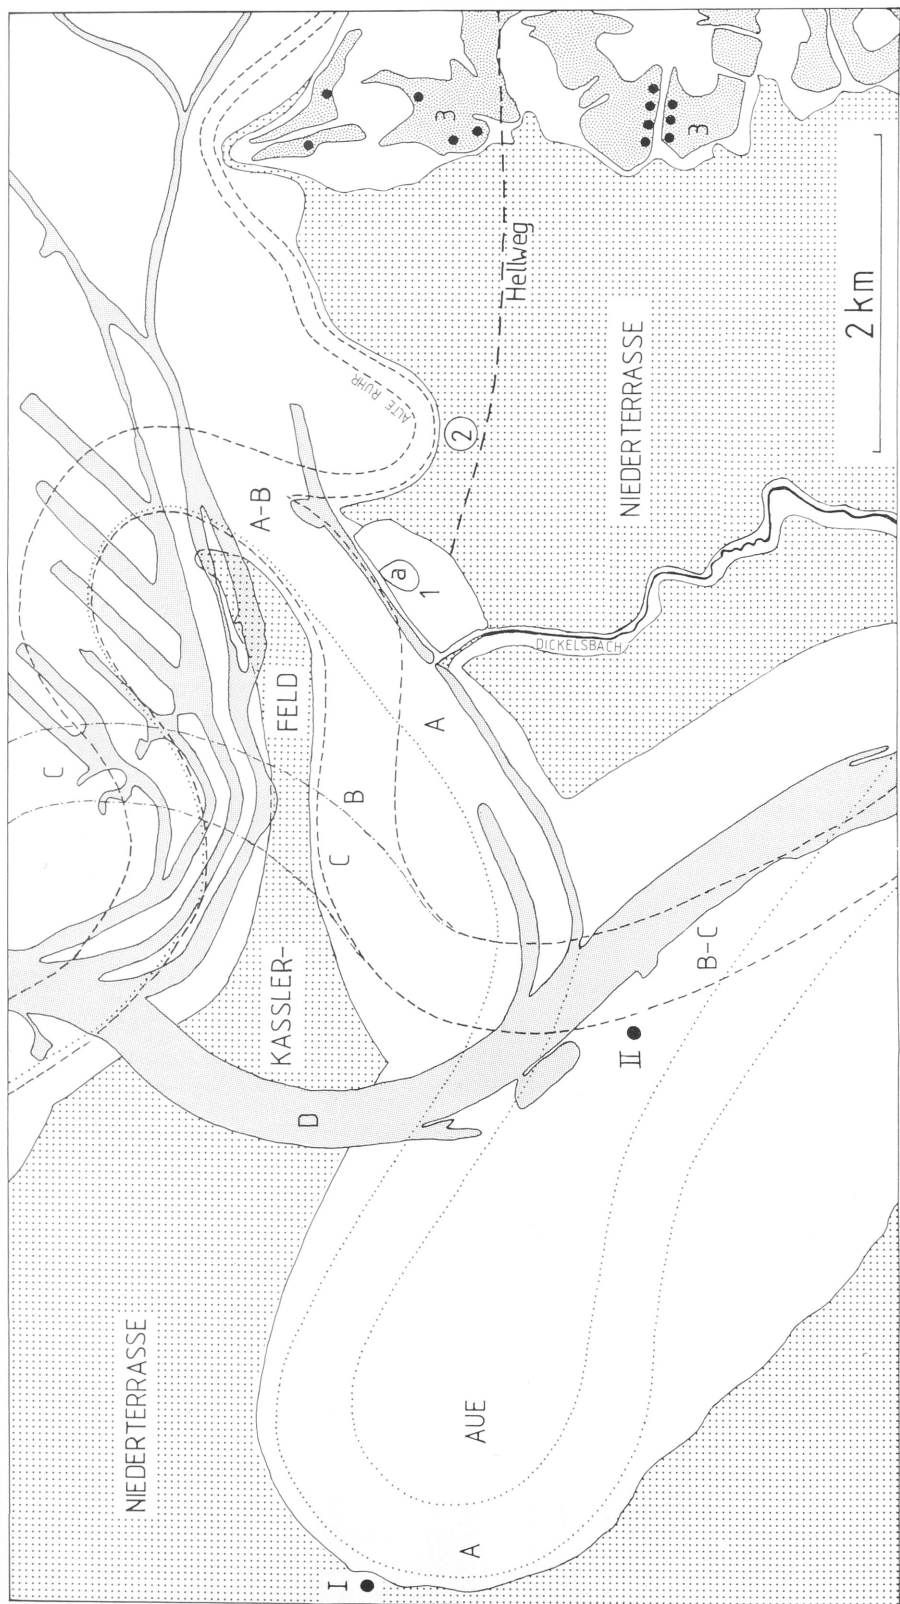 NIEDERTERRASSE
KASSLER-
FELD
C
C
B
A-B
A
A
D
B-C
I
II
AUE
a
1
2
3
3
ALTE RUHR
Hellweg
NIEDERTERRASSE
DICKELSBACH
2 km